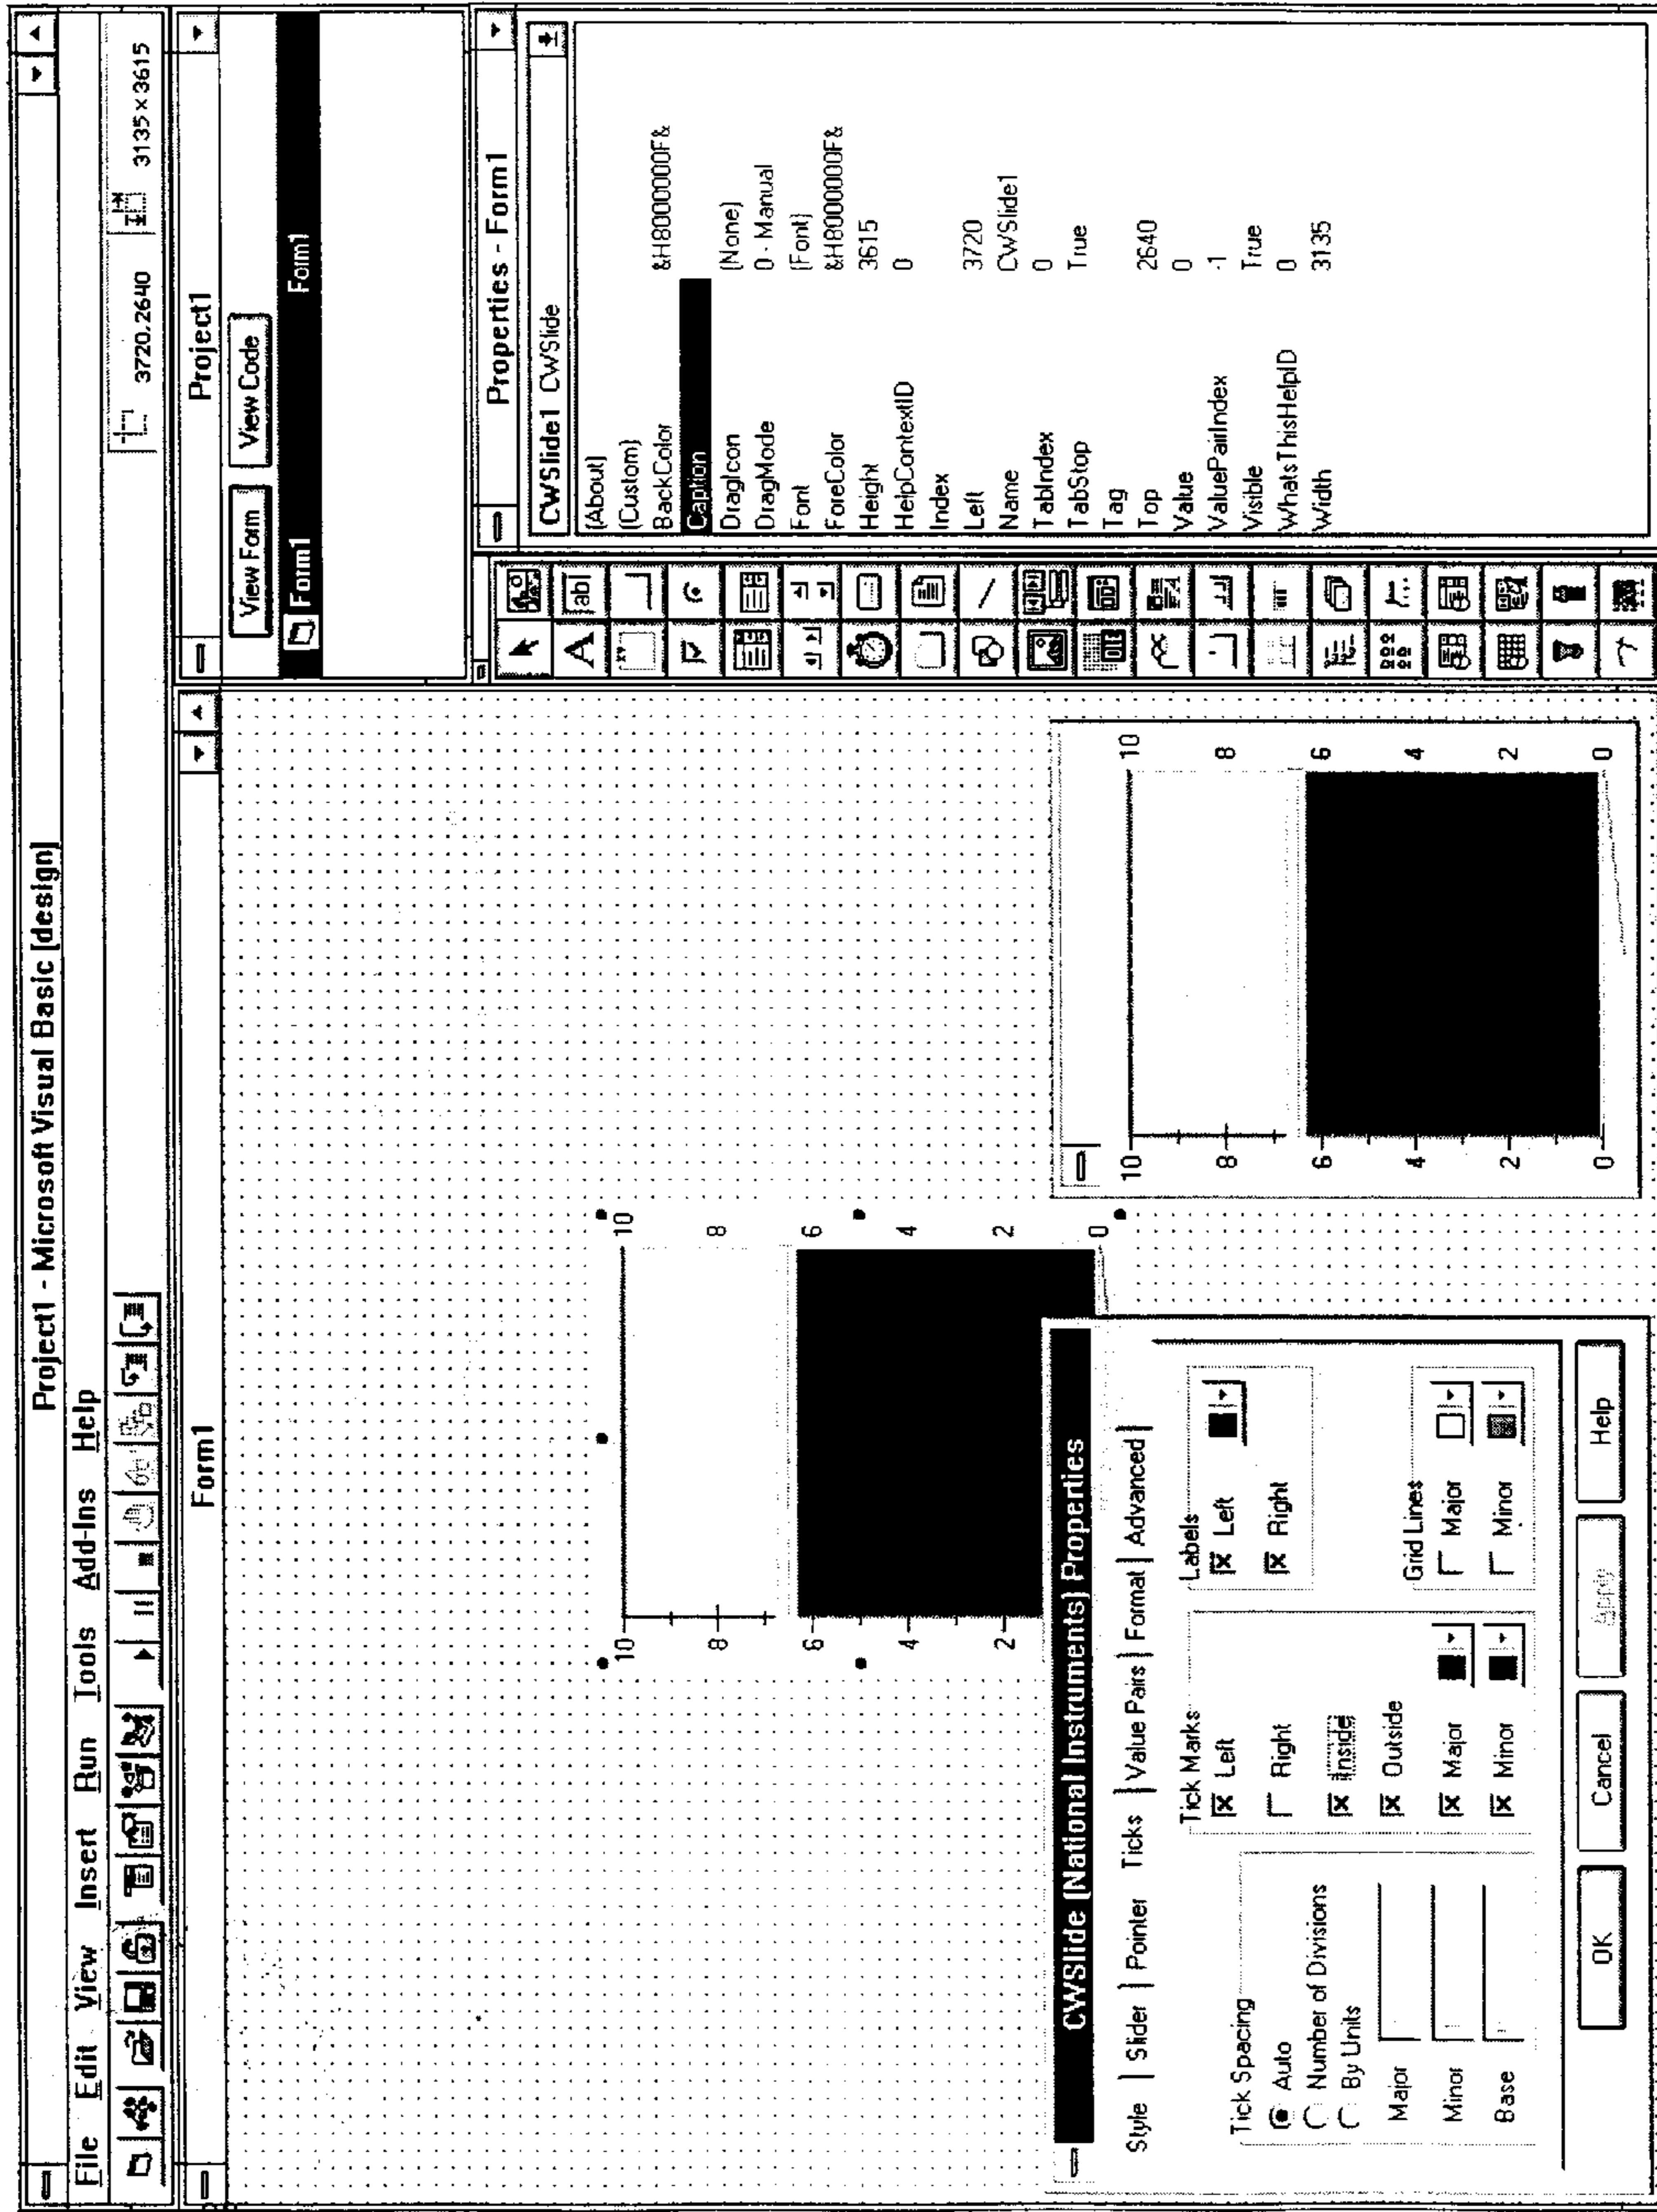 Project1 - Microsoft Visual Basic [design]
File Edit View Insert Run Tools Add-Ins Help
3720,2640 3135×3615
Form1
Project1
View Form View Code
Form1 Form1
Properties - Form1
CWSlide1 CWSlide
(About)
(Custom)
BackColor &H8000000F&
Caption
DragIcon (None)
DragMode 0 - Manual
Font (Font)
ForeColor &H8000000F&
Height 3615
HelpContextID 0
Index
Left 3720
Name CWSlide1
TabIndex 0
TabStop True
Tag
Top 2640
Value 0
ValuePairIndex -1
Visible True
WhatsThisHelpID 0
Width 3135
A abl
10 10
8 8
6 6
4 4
2 2
0
CWSlide (National Instruments) Properties
Style Slider Pointer Ticks Value Pairs Format Advanced
Tick Spacing
Auto
Number of Divisions
By Units
Major
Minor
Base
Tick Marks
Left
Right
Inside
Outside
Major
Minor
Labels
Left
Right
Grid Lines
Major
Minor
OK Cancel Apply Help
10 10
8 8
6 6
4 4
2 2
0 0